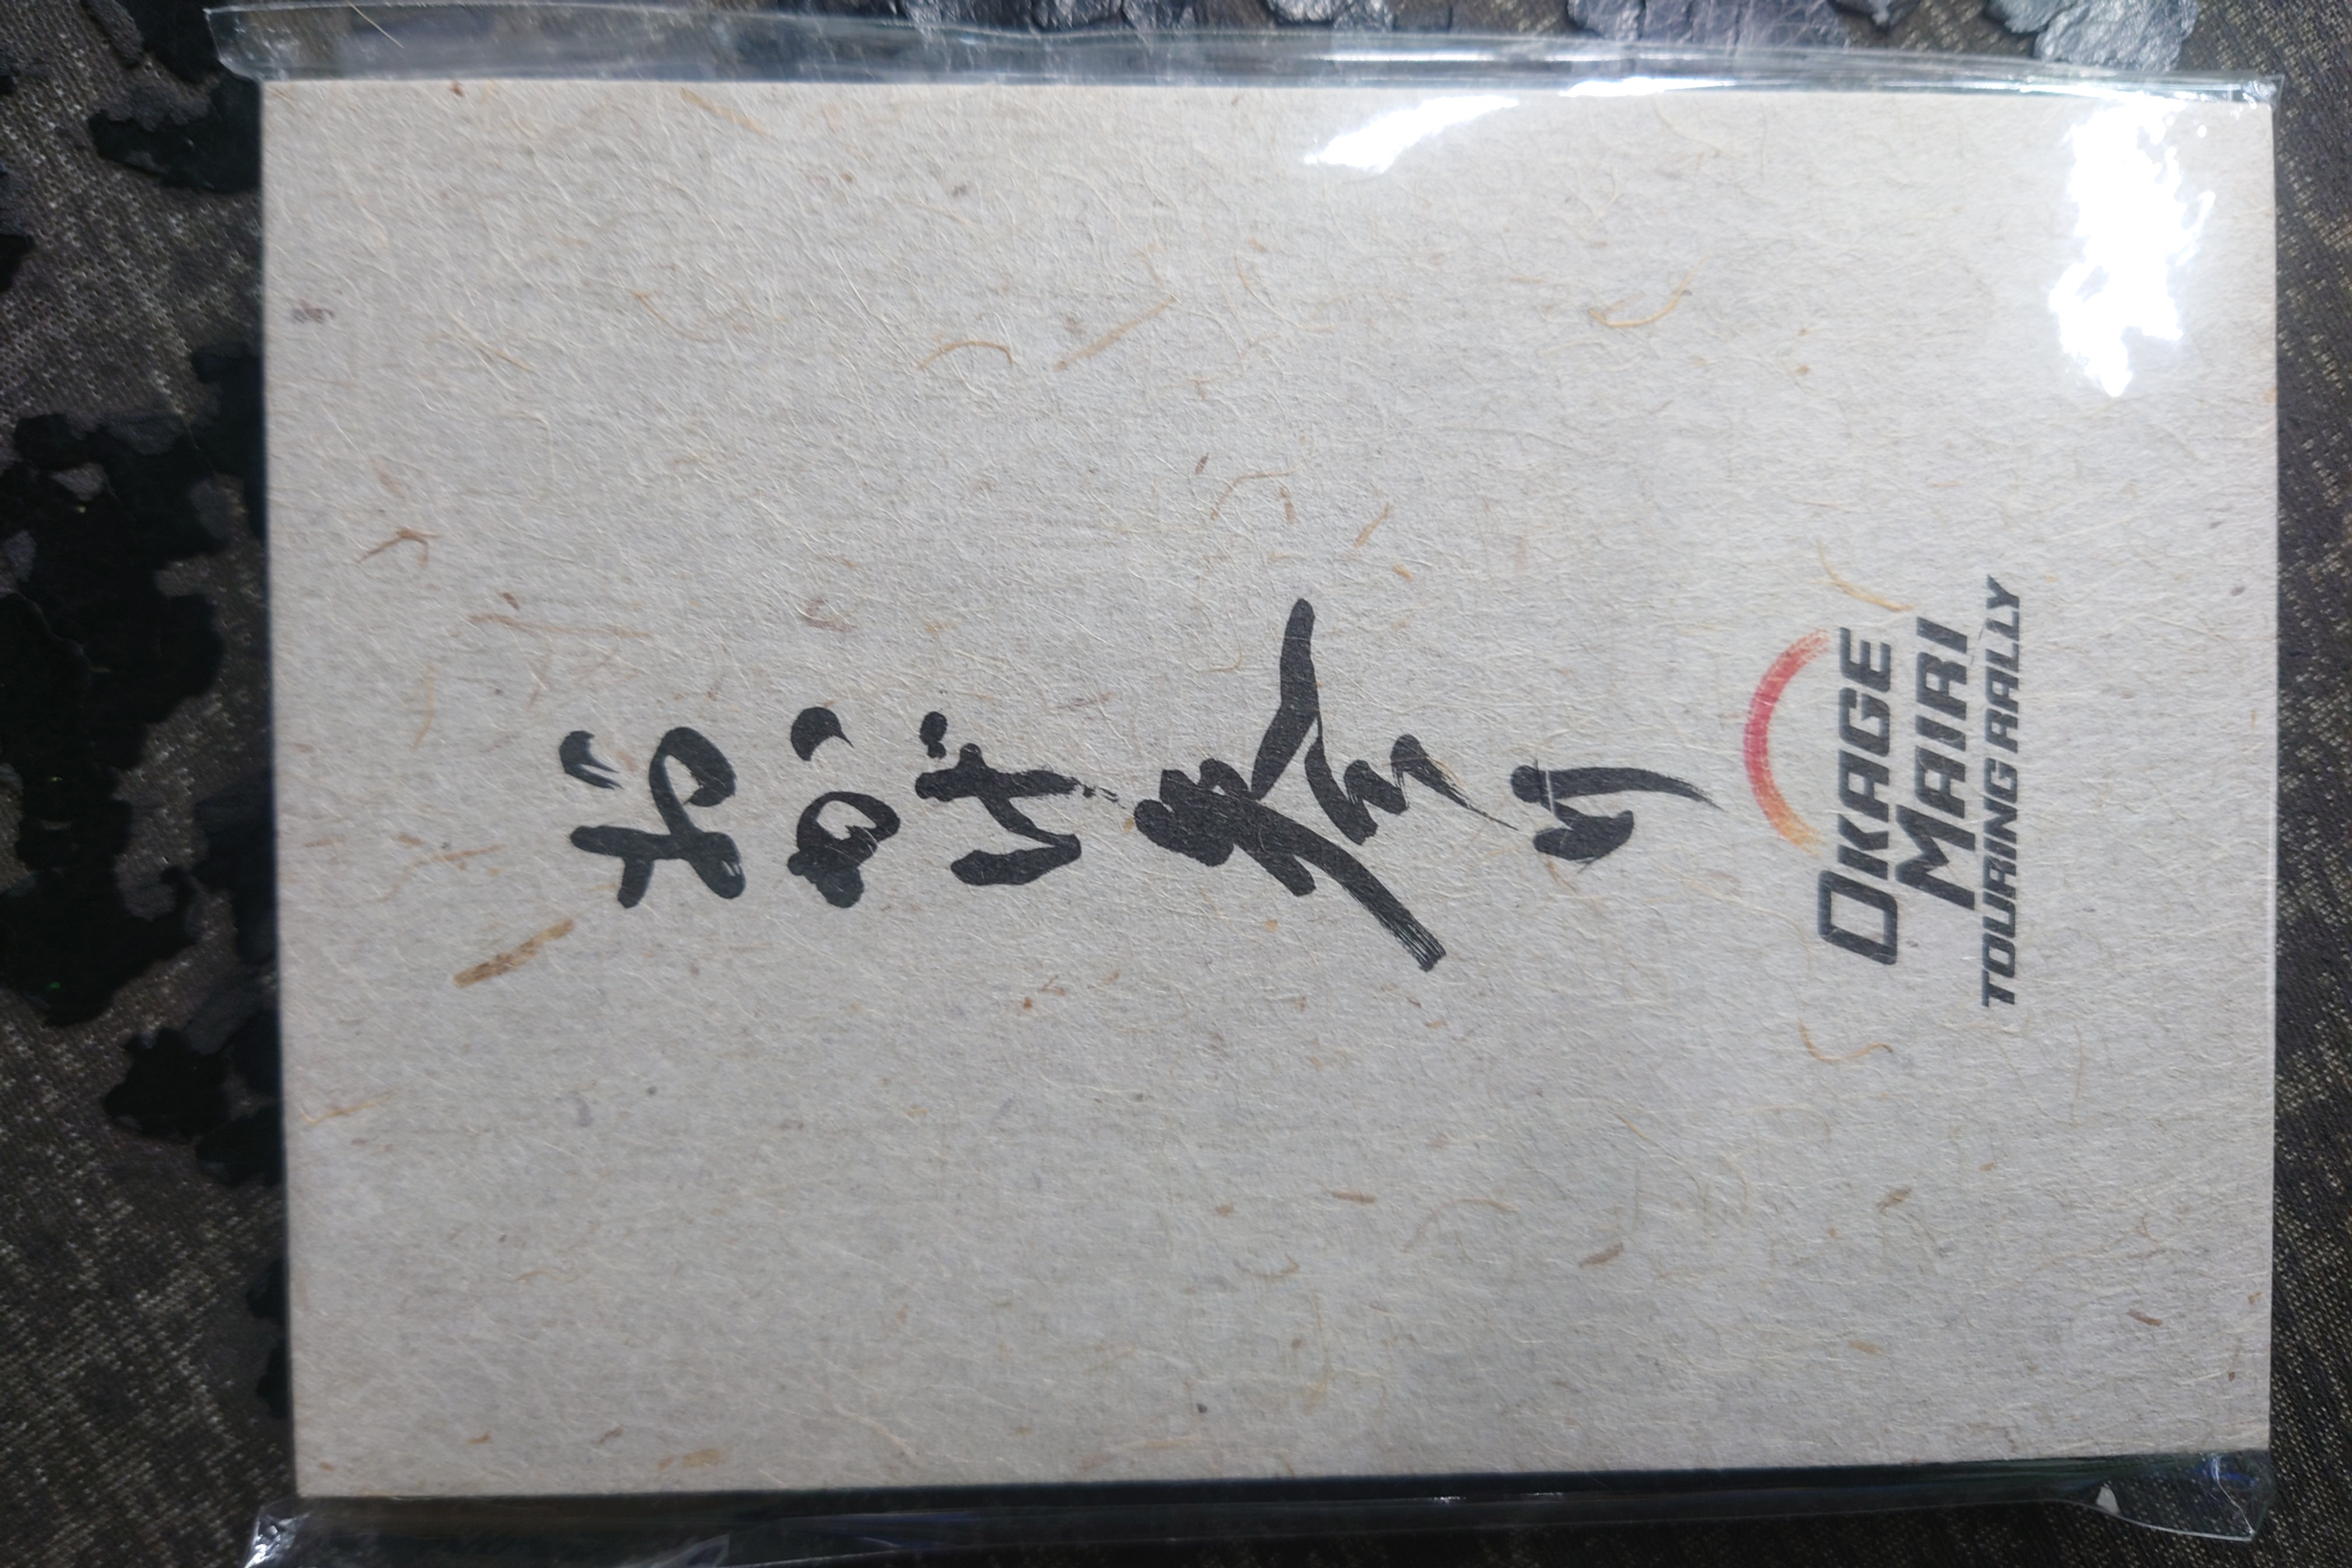 おかげ参り
OKAGE
MAIRI
TOURING RALLY